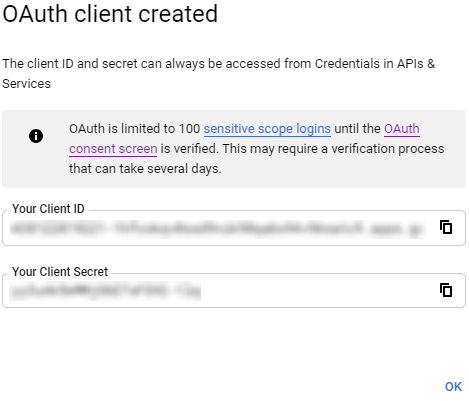 OAuth client created
The client ID and secret can always be accessed from Credentials in APIs &
Services
OAuth is limited to 100 sensitive scope logins until the OAuth
consent screen is verified. This may require a verification process
that can take several days.
Your Client ID
Your Client Secret
OK